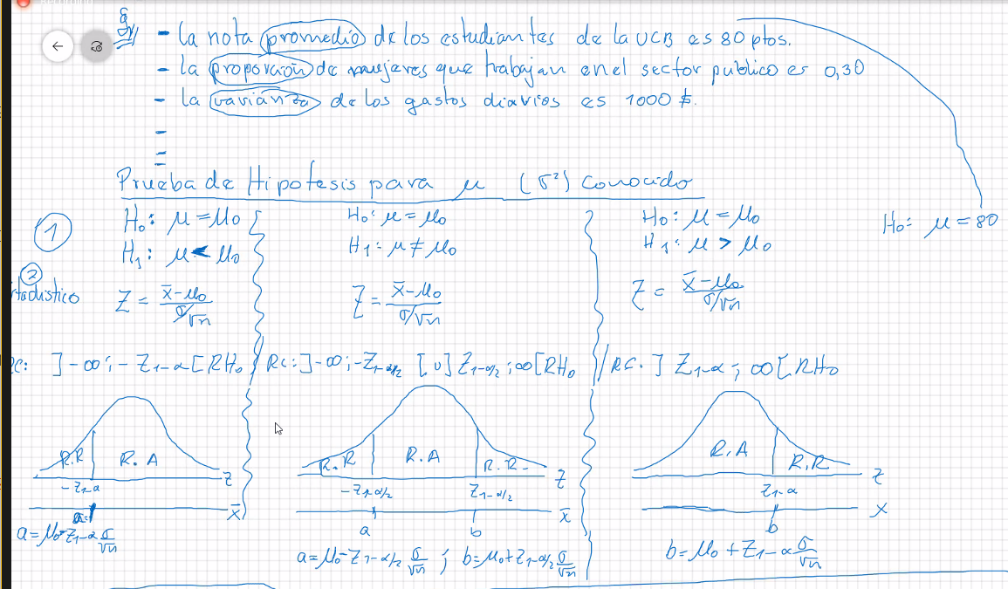 ej
- La nota promedio de los estudiantes de la UCB es 80 ptos.
- la proporción de mujeres que trabajan en el sector publico es 0,30
- la varianza de los gastos diarios es 1000 $.
-
-
Prueba de Hipotesis para μ (σ²) conocido
① H₀: μ = μ₀
H₁: μ < μ₀
② Estadistico Z = x̄-μ₀ / σ/√n
H₀: μ = μ₀
H₁: μ ≠ μ₀
Z = x̄-μ₀ / σ/√n
H₀: μ = μ₀
H₁: μ > μ₀
Z = x̄-μ₀ / σ/√n
H₀: μ = 80
RC: ]-∞; -Z₁₋α[ RH₀ // RC: ]-∞; -Z₁₋α/₂ [ U ] Z₁₋α/₂; ∞[ RH₀ // RC. ] Z₁₋α; ∞[ RH₀
R.R R.A
-Z₁₋α Z
a x̄
a = μ₀ - Z₁₋α σ/√n
R.R R.A R.R.
-Z₁₋α/₂ Z₁₋α/₂ Z
a b x̄
a = μ₀ - Z₁₋α/₂ σ/√n ; b = μ₀ + Z₁₋α/₂ σ/√n
R.A R.R
Z₁₋α Z
b X
b = μ₀ + Z₁₋α σ/√n